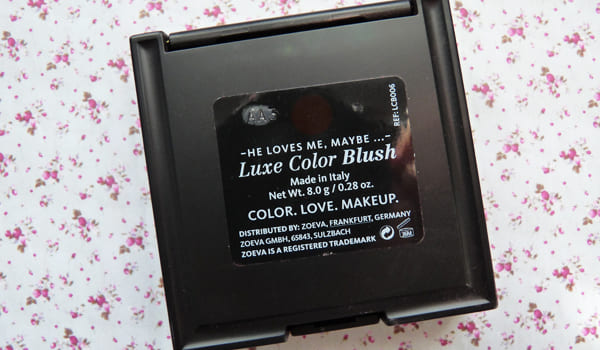 AA
REF: LCB006
-HE LOVES ME, MAYBE ...-
Luxe Color Blush
Made in Italy
Net Wt. 8.0 g / 0.28 oz.
COLOR. LOVE. MAKEUP.
DISTRIBUTED BY: ZOEVA, FRANKFURT, GERMANY
ZOEVA GMBH, 65843, SULZBACH
ZOEVA IS A REGISTERED TRADEMARK